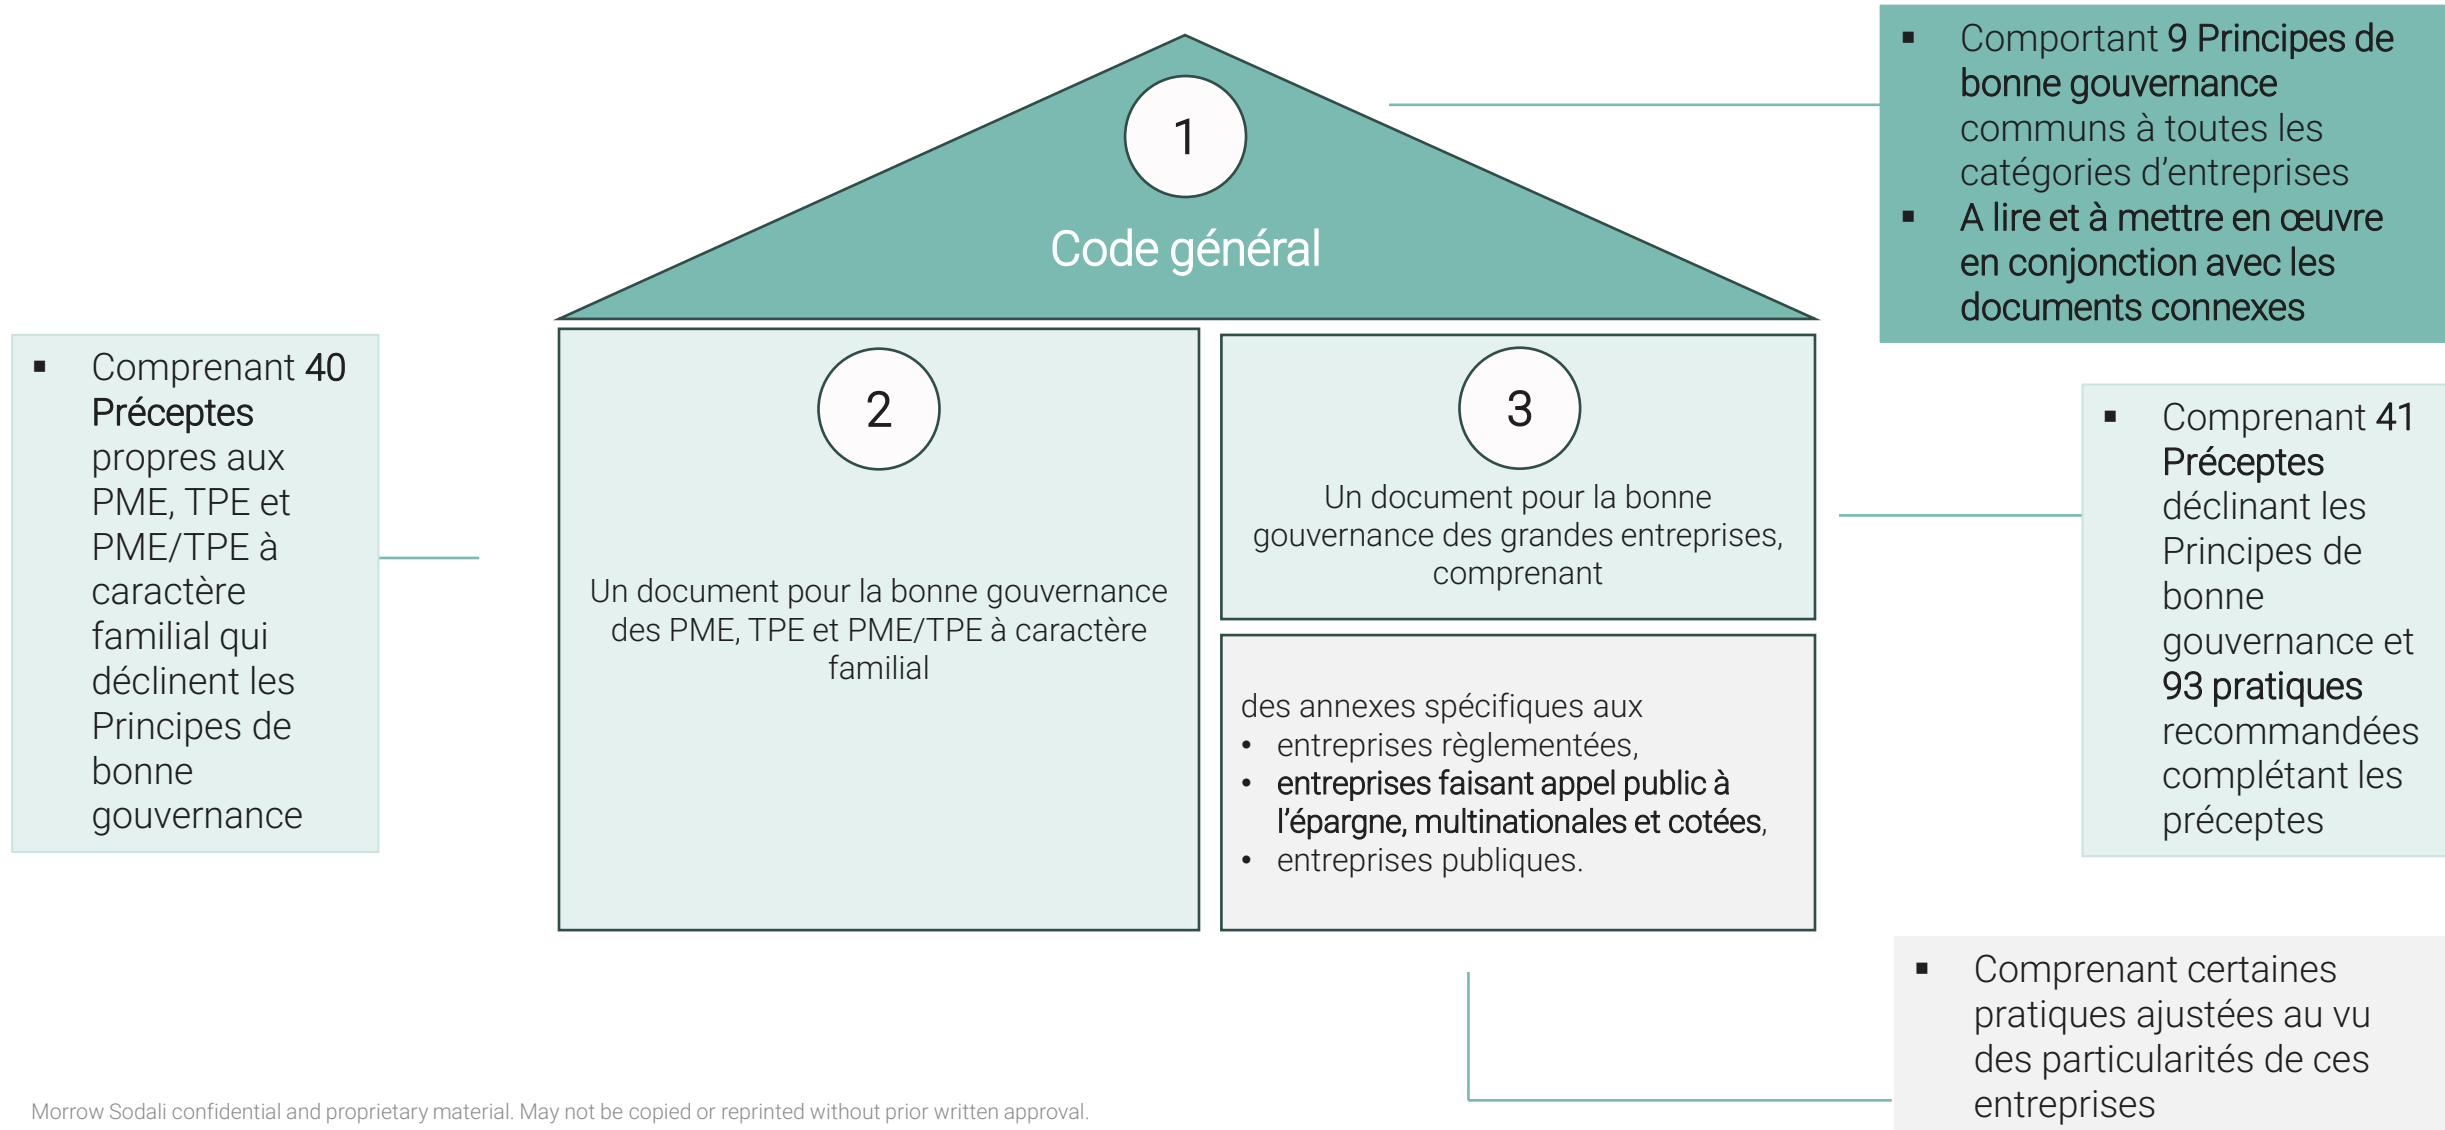 1
Code général
▪ Comportant 9 Principes de
bonne gouvernance
communs à toutes les
catégories d’entreprises
▪ A lire et à mettre en œuvre
en conjonction avec les
documents connexes
▪ Comprenant 40
Préceptes
propres aux
PME, TPE et
PME/TPE à
caractère
familial qui
déclinent les
Principes de
bonne
gouvernance
2
Un document pour la bonne gouvernance
des PME, TPE et PME/TPE à caractère
familial
3
Un document pour la bonne
gouvernance des grandes entreprises,
comprenant
des annexes spécifiques aux
• entreprises règlementées,
• entreprises faisant appel public à
l’épargne, multinationales et cotées,
• entreprises publiques.
▪ Comprenant 41
Préceptes
déclinant les
Principes de
bonne
gouvernance et
93 pratiques
recommandées
complétant les
préceptes
▪ Comprenant certaines
pratiques ajustées au vu
des particularités de ces
entreprises
Morrow Sodali confidential and proprietary material. May not be copied or reprinted without prior written approval.